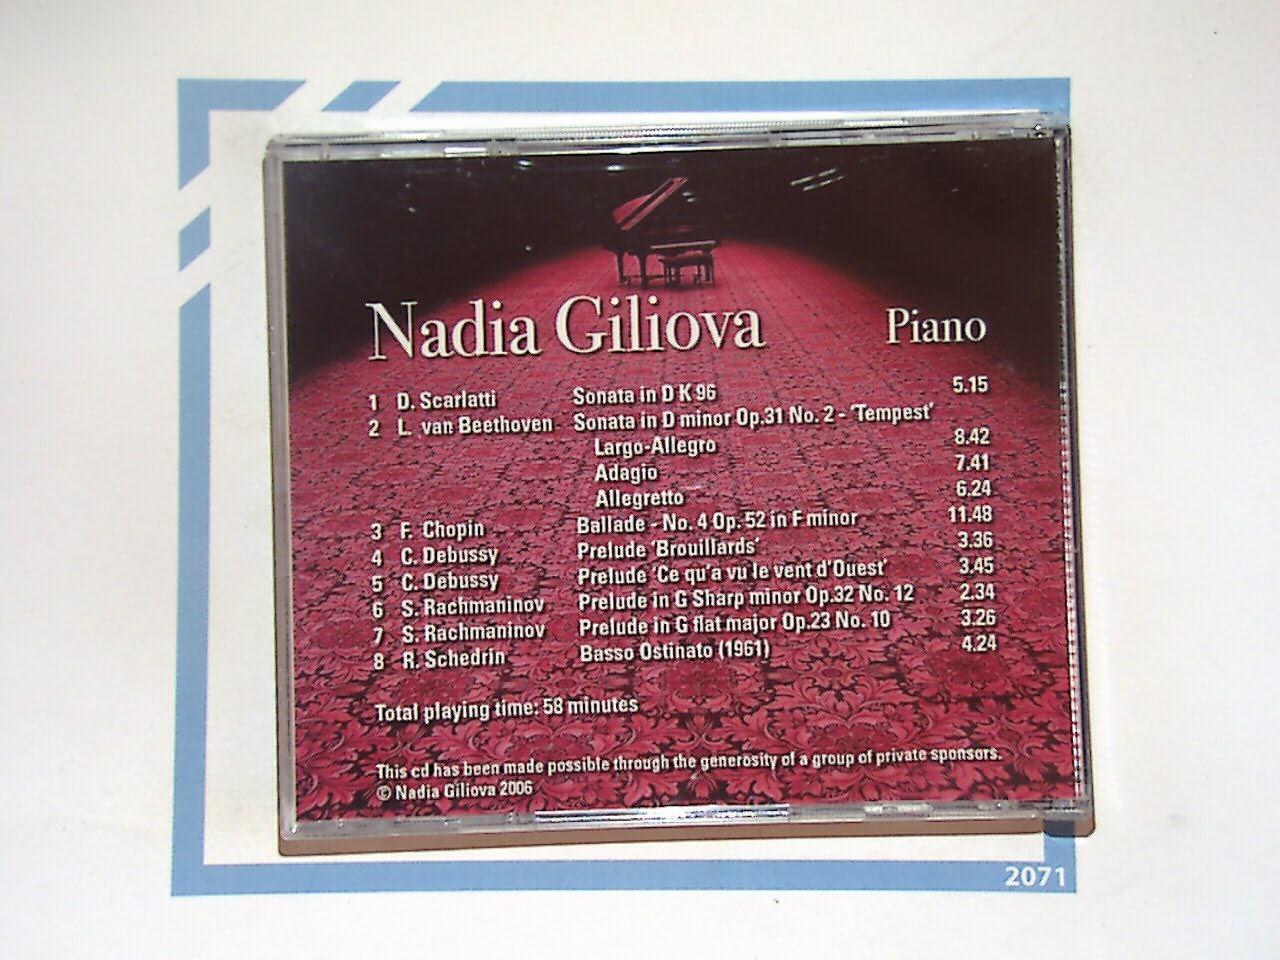 Nadia Giliova Piano
1 D. Scarlatti Sonata in D K 96 5.15
2 L. van Beethoven Sonata in D minor Op.31 No. 2 - 'Tempest'
Largo-Allegro 8.42
Adagio 7.41
Allegretto 6.24
3 F. Chopin Ballade - No. 4 Op. 52 in F minor 11.48
4 C. Debussy Prelude 'Brouillards' 3.36
5 C. Debussy Prelude 'Ce qu'a vu le vent d'Ouest' 3.45
6 S. Rachmaninov Prelude in G Sharp minor Op.32 No. 12 2.34
7 S. Rachmaninov Prelude in G flat major Op.23 No. 10 3.26
8 R. Schedrin Basso Ostinato (1961) 4.24
Total playing time: 58 minutes
This cd has been made possible through the generosity of a group of private sponsors.
© Nadia Giliova 2006
2071